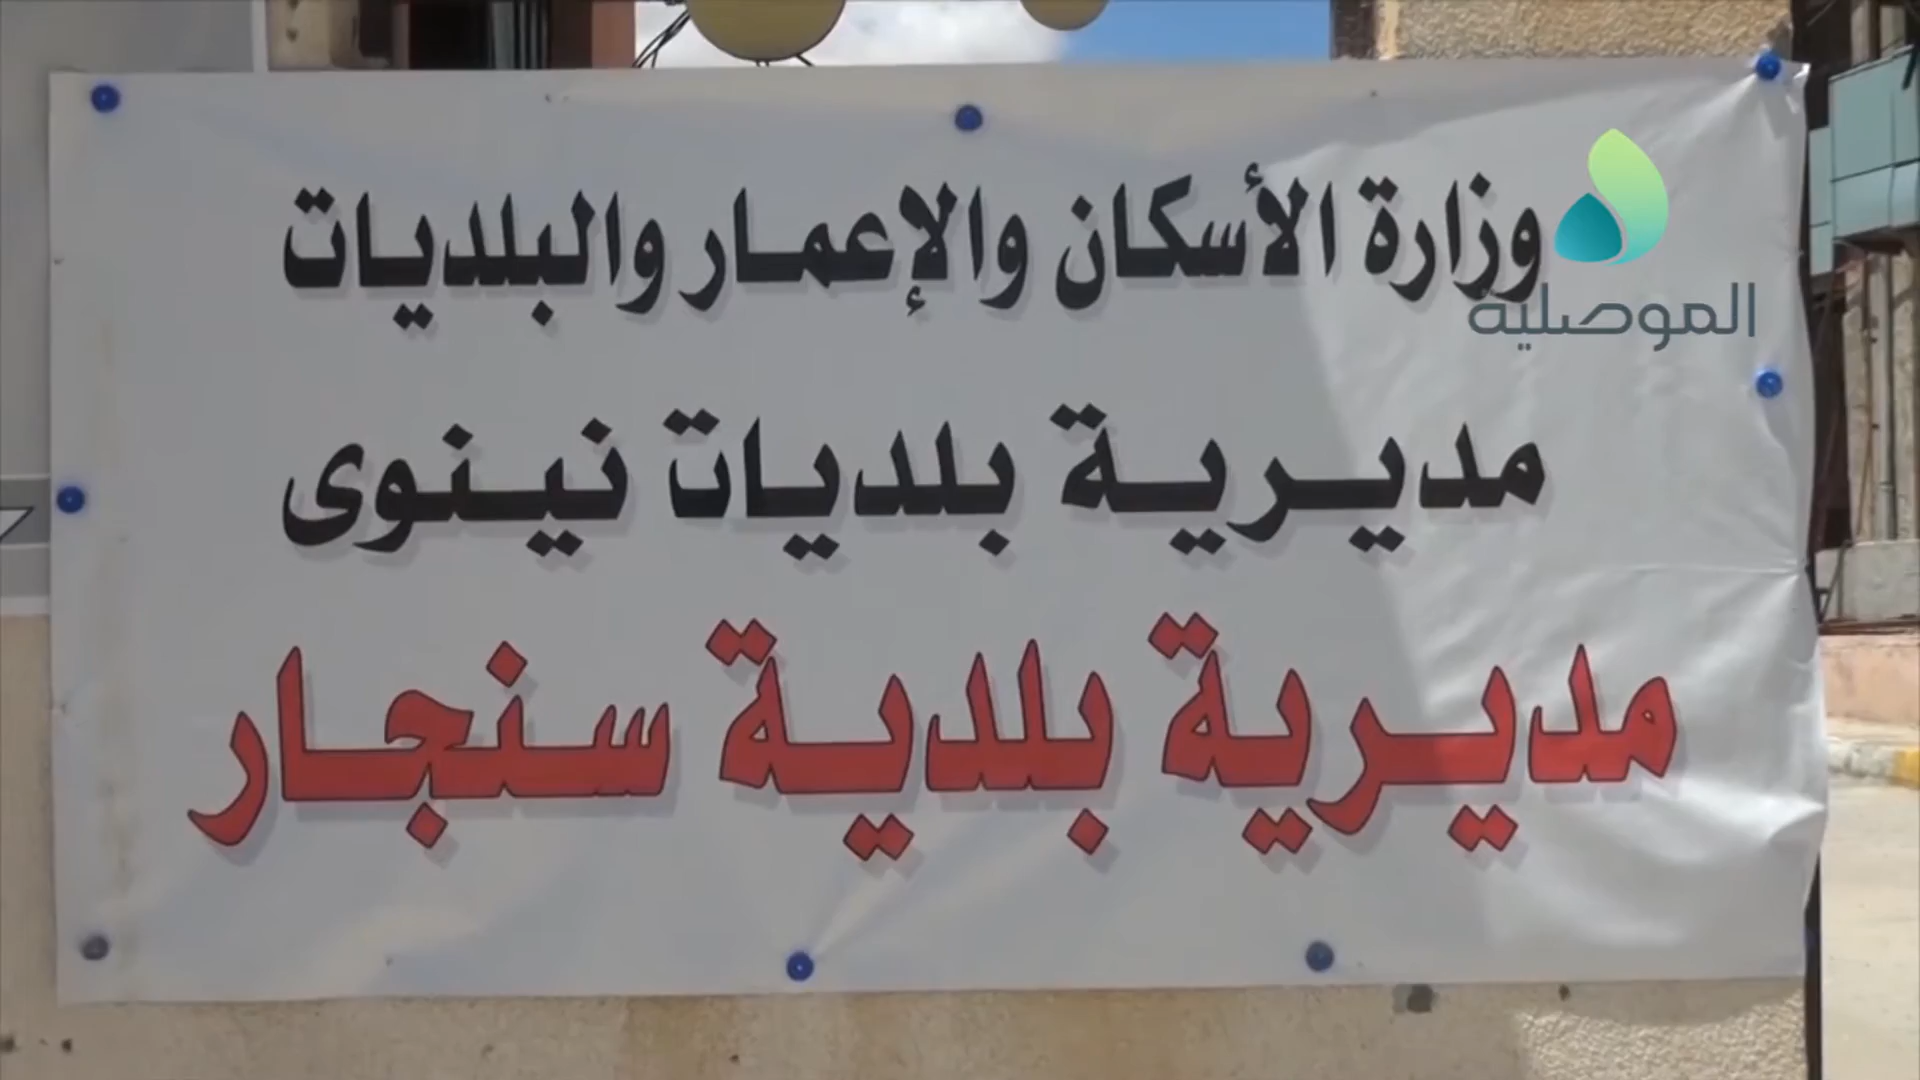 وزارة الأسكان والإعمار والبلديات
الموصلية
مديرية بلديات نينوى
مديرية بلدية سنجار